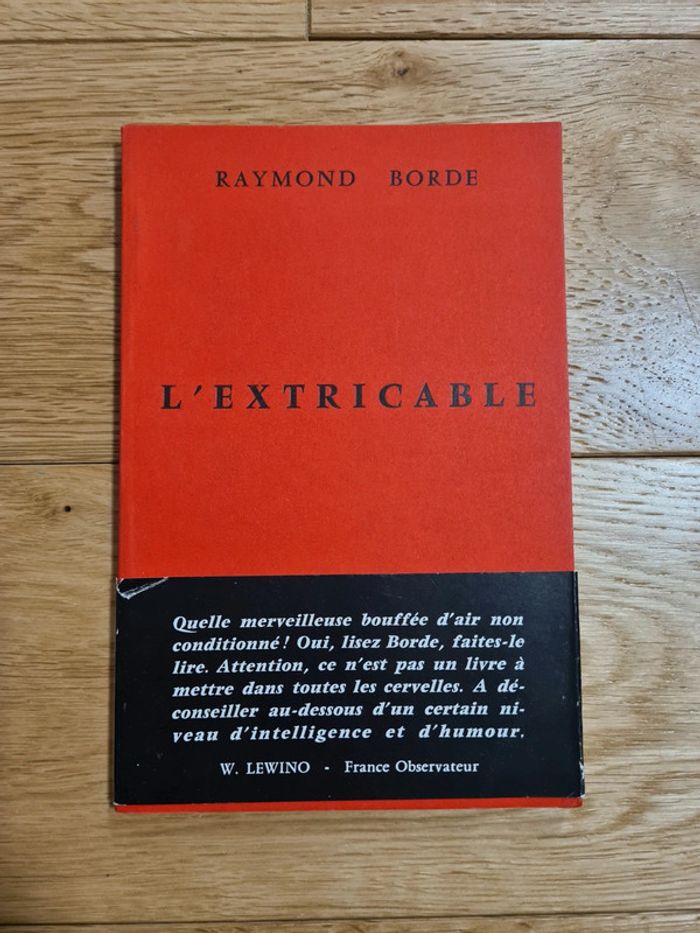 RAYMOND BORDE
L'EXTRICABLE
Quelle merveilleuse bouffée d'air non
conditionné ! Oui, lisez Borde, faites-le
lire. Attention, ce n'est pas un livre à
mettre dans toutes les cervelles. A dé-
conseiller au-dessous d'un certain ni-
veau d'intelligence et d'humour.
W. LEWINO - France Observateur